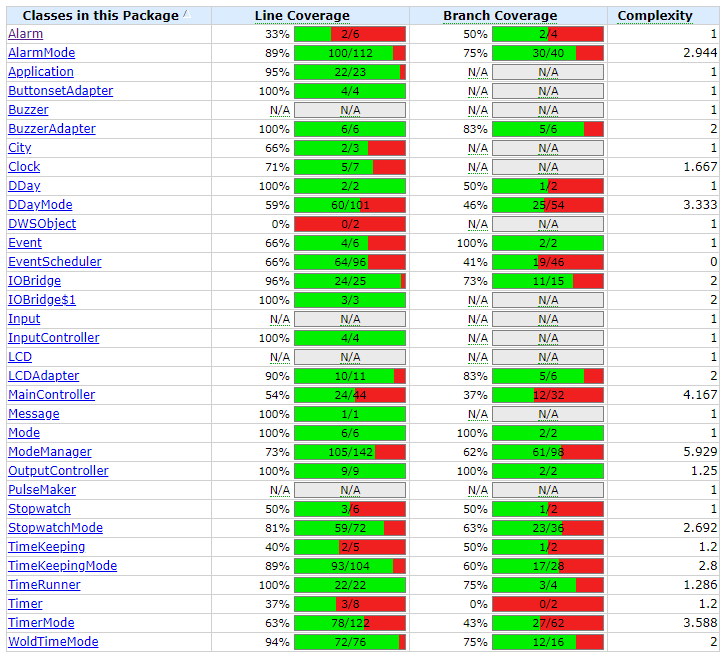 Classes in this Package Line Coverage Branch Coverage Complexity
Alarm 33% 2/6 50% 2/4 1
AlarmMode 89% 100/112 75% 30/40 2.944
Application 95% 22/23 N/A N/A 1
ButtonsetAdapter 100% 4/4 N/A N/A 1
Buzzer N/A N/A N/A N/A 1
BuzzerAdapter 100% 6/6 83% 5/6 2
City 66% 2/3 N/A N/A 1
Clock 71% 5/7 N/A N/A 1.667
DDay 100% 2/2 50% 1/2 1
DDayMode 59% 60/101 46% 25/54 3.333
DWSObject 0% 0/2 N/A N/A 1
Event 66% 4/6 100% 2/2 1
EventScheduler 66% 64/96 41% 19/46 0
IOBridge 96% 24/25 73% 11/15 2
IOBridge$1 100% 3/3 N/A N/A 2
Input N/A N/A N/A N/A 1
InputController 100% 4/4 N/A N/A 1
LCD N/A N/A N/A N/A 1
LCDAdapter 90% 10/11 83% 5/6 2
MainController 54% 24/44 37% 12/32 4.167
Message 100% 1/1 N/A N/A 1
Mode 100% 6/6 100% 2/2 1
ModeManager 73% 105/142 62% 61/98 5.929
OutputController 100% 9/9 100% 2/2 1.25
PulseMaker N/A N/A N/A N/A 1
Stopwatch 50% 3/6 50% 1/2 1
StopwatchMode 81% 59/72 63% 23/36 2.692
TimeKeeping 40% 2/5 50% 1/2 1.2
TimeKeepingMode 89% 93/104 60% 17/28 2.8
TimeRunner 100% 22/22 75% 3/4 1.286
Timer 37% 3/8 0% 0/2 1.2
TimerMode 63% 78/122 43% 27/62 3.588
WoldTimeMode 94% 72/76 75% 12/16 2